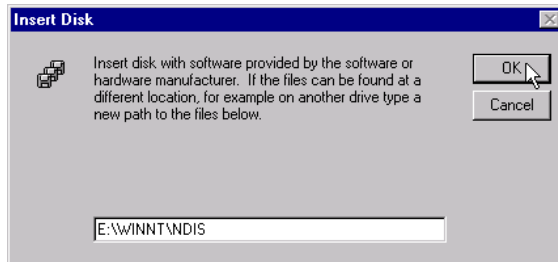 Insert Disk
Insert disk with software provided by the software or
hardware manufacturer. If the files can be found at a
different location, for example on another drive type a
new path to the files below.
OK
Cancel
E:\WINNT\NDIS